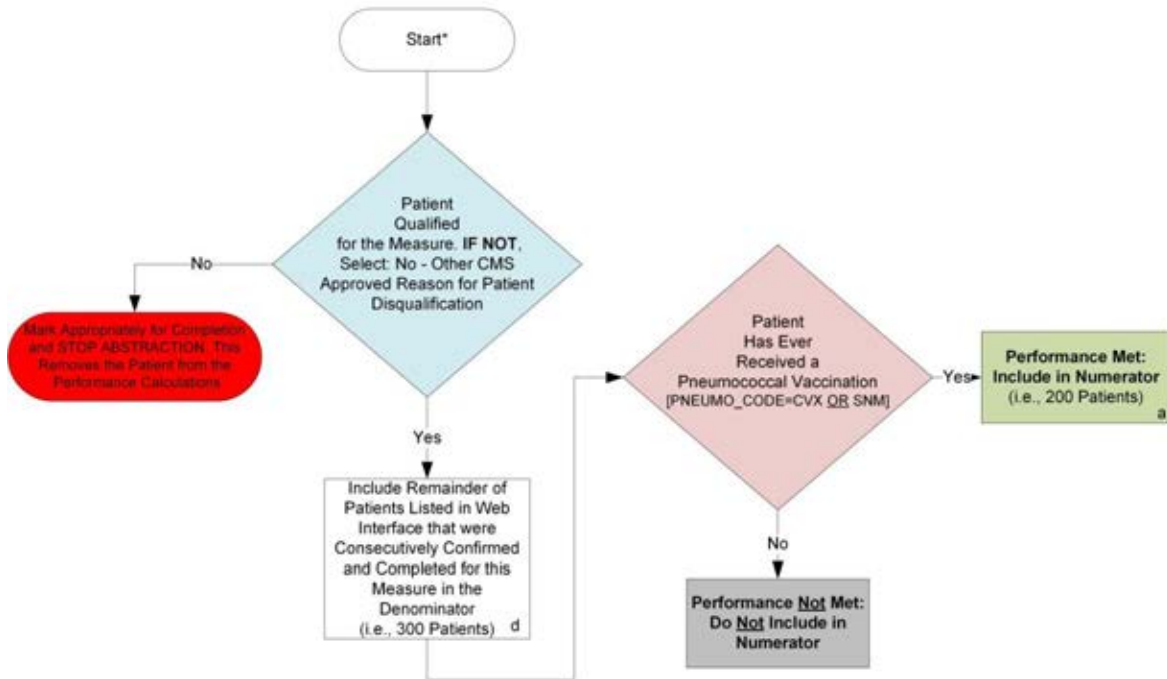 Start*
Patient
Qualified
for the Measure. IF NOT,
Select: No - Other CMS
Approved Reason for Patient
Disqualification
No
Mark Appropriately for Completion
and STOP ABSTRACTION. This
Removes the Patient from the
Performance Calculations
Yes
Include Remainder of
Patients Listed in Web
Interface that were
Consecutively Confirmed
and Completed for this
Measure in the
Denominator
(i.e., 300 Patients) d
Patient
Has Ever
Received a
Pneumococcal Vaccination
[PNEUMO_CODE=CVX OR SNM]
Yes
Performance Met:
Include in Numerator
(i.e., 200 Patients)
a
No
Performance Not Met:
Do Not Include in
Numerator